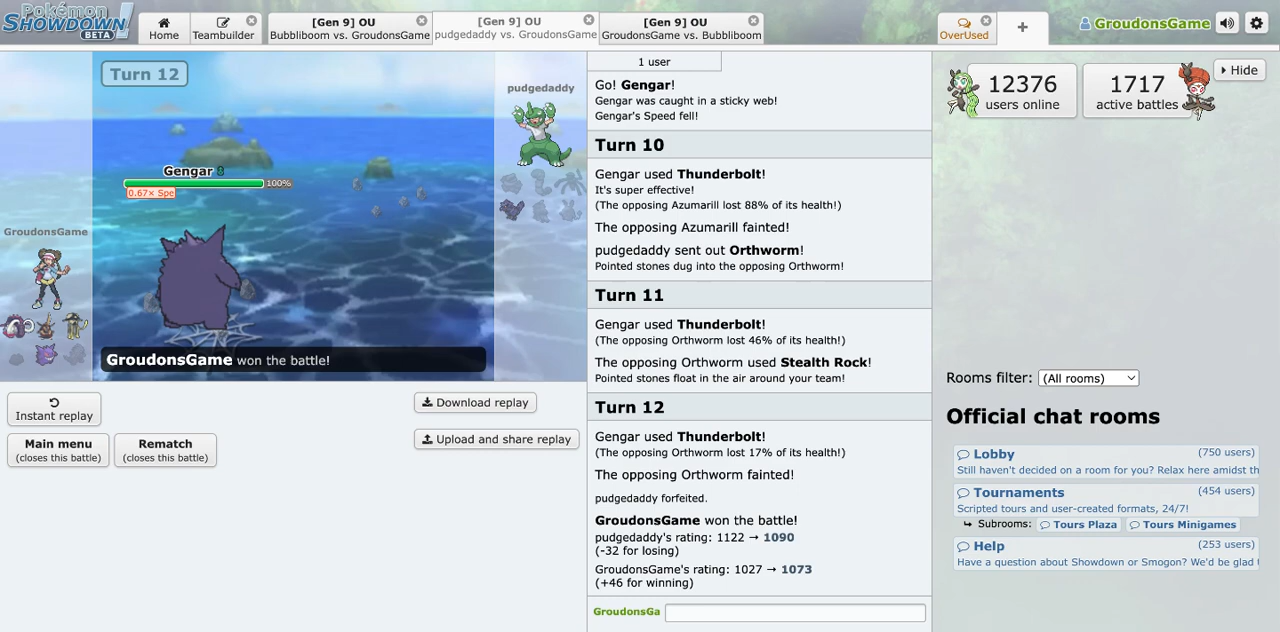 Pokémon
SHOWDOWN!
BETA
Home
Teambuilder
[Gen 9] OU
Bubbliboom vs. GroudonsGame
[Gen 9] OU
pudgedaddy vs. GroudonsGame
[Gen 9] OU
GroudonsGame vs. Bubbliboom
OverUsed
+
GroudonsGame
Turn 12
pudgedaddy
Gengar
100%
0.67× Spe
GroudonsGame
GroudonsGame won the battle!
Instant replay
Download replay
Upload and share replay
Main menu
(closes this battle)
Rematch
(closes this battle)
1 user
Go! Gengar!
Gengar was caught in a sticky web!
Gengar's Speed fell!
Turn 10
Gengar used Thunderbolt!
It's super effective!
(The opposing Azumarill lost 88% of its health!)
The opposing Azumarill fainted!
pudgedaddy sent out Orthworm!
Pointed stones dug into the opposing Orthworm!
Turn 11
Gengar used Thunderbolt!
(The opposing Orthworm lost 46% of its health!)
The opposing Orthworm used Stealth Rock!
Pointed stones float in the air around your team!
Turn 12
Gengar used Thunderbolt!
(The opposing Orthworm lost 17% of its health!)
The opposing Orthworm fainted!
pudgedaddy forfeited.
GroudonsGame won the battle!
pudgedaddy's rating: 1122 → 1090
(-32 for losing)
GroudonsGame's rating: 1027 → 1073
(+46 for winning)
GroudonsGa
12376
users online
1717
active battles
Hide
Rooms filter: (All rooms)
Official chat rooms
Lobby (750 users)
Still haven't decided on a room for you? Relax here amidst th
Tournaments (454 users)
Scripted tours and user-created formats, 24/7!
↳ Subrooms: Tours Plaza Tours Minigames
Help (253 users)
Have a question about Showdown or Smogon? We'd be glad t